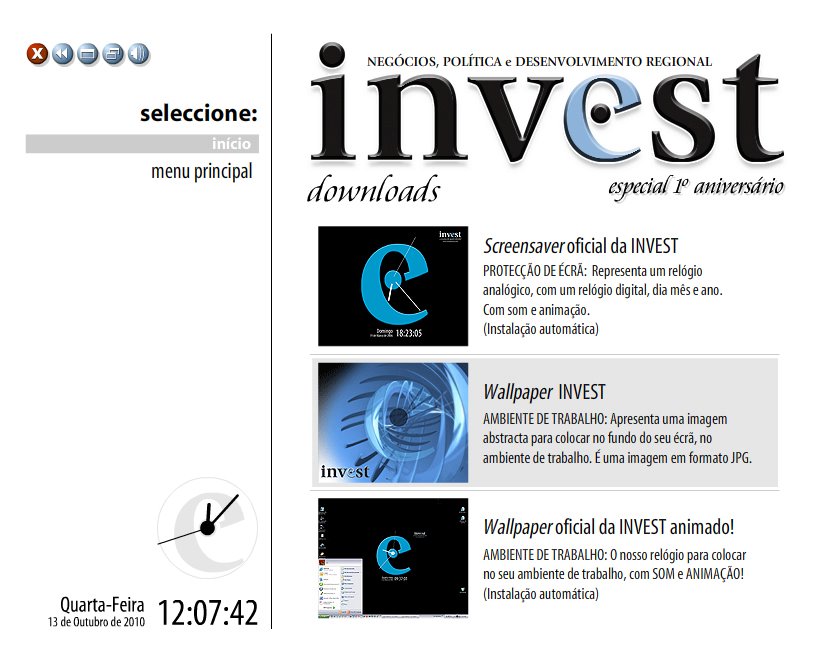 seleccione:
início
menu principal
Quarta-Feira
13 de Outubro de 2010
12:07:42
NEGÓCIOS, POLÍTICA e DESENVOLVIMENTO REGIONAL
invest
downloads
especial 1º aniversário
invest
Domingo
18:23:05
Screensaver oficial da INVEST
PROTECÇÃO DE ÉCRÃ: Representa um relógio
analógico, com um relógio digital, dia mês e ano.
Com som e animação.
(Instalação automática)
invest
Wallpaper INVEST
AMBIENTE DE TRABALHO: Apresenta uma imagem
abstracta para colocar no fundo do seu écrã, no
ambiente de trabalho. É uma imagem em formato JPG.
Wallpaper oficial da INVEST animado!
AMBIENTE DE TRABALHO: O nosso relógio para colocar
no seu ambiente de trabalho, com SOM e ANIMAÇÃO!
(Instalação automática)